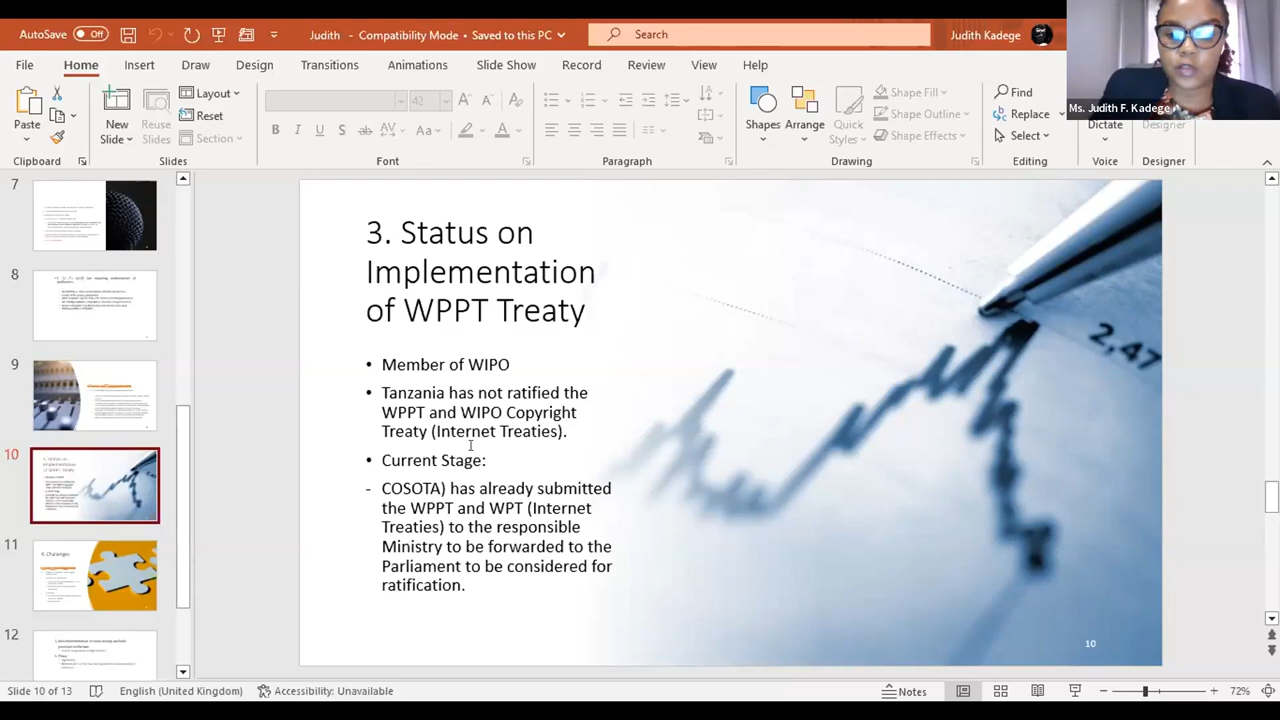 AutoSave Off Judith - Compatibility Mode - Saved to this PC Search Judith Kadege
File Home Insert Draw Design Transitions Animations Slide Show Record Review View Help
Ms. Judith F. Kadege
Paste New Slide Reuse Slides Layout Reset Section
B I U S ab AV Aa A
Shapes Arrange Quick Styles Shape Fill Shape Outline Shape Effects
Find Replace Select Dictate Designer
Clipboard Slides Font Paragraph Drawing Editing Voice Designer
7
8
9
10
11
4. Challenges
12
3. Status on
Implementation
of WPPT Treaty
• Member of WIPO
Tanzania has not ratified the
WPPT and WIPO Copyright
Treaty (Internet Treaties).
• Current Stage:
- COSOTA) has already submitted
the WPPT and WPT (Internet
Treaties) to the responsible
Ministry to be forwarded to the
Parliament to be considered for
ratification.
2,47
10
Slide 10 of 13 English (United Kingdom) Accessibility: Unavailable Notes 72%